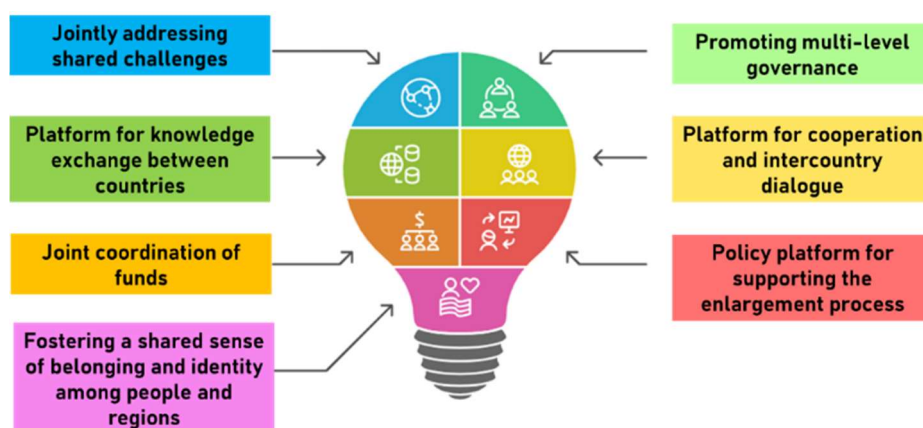 Jointly addressing
shared challenges
Platform for knowledge
exchange between
countries
Joint coordination of
funds
Fostering a shared sense
of belonging and identity
among people and
regions
Promoting multi-level
governance
Platform for cooperation
and intercountry
dialogue
Policy platform for
supporting the
enlargement process
$